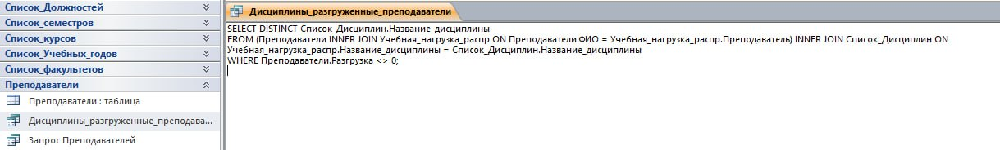 Список_Должностей
Список_семестров
Список_курсов
Список_Учебных_годов
Список_факультетов
Преподаватели
Преподаватели : таблица
Дисциплины_разгруженные_преподава...
Запрос Преподавателей
Дисциплины_разгруженные_преподаватели
SELECT DISTINCT Список_Дисциплин.Название_дисциплины
FROM (Преподаватели INNER JOIN Учебная_нагрузка_распр ON Преподаватели.ФИО = Учебная_нагрузка_распр.Преподаватель) INNER JOIN Список_Дисциплин ON
Учебная_нагрузка_распр.Название_дисциплины = Список_Дисциплин.Название_дисциплины
WHERE Преподаватели.Разгрузка <> 0;